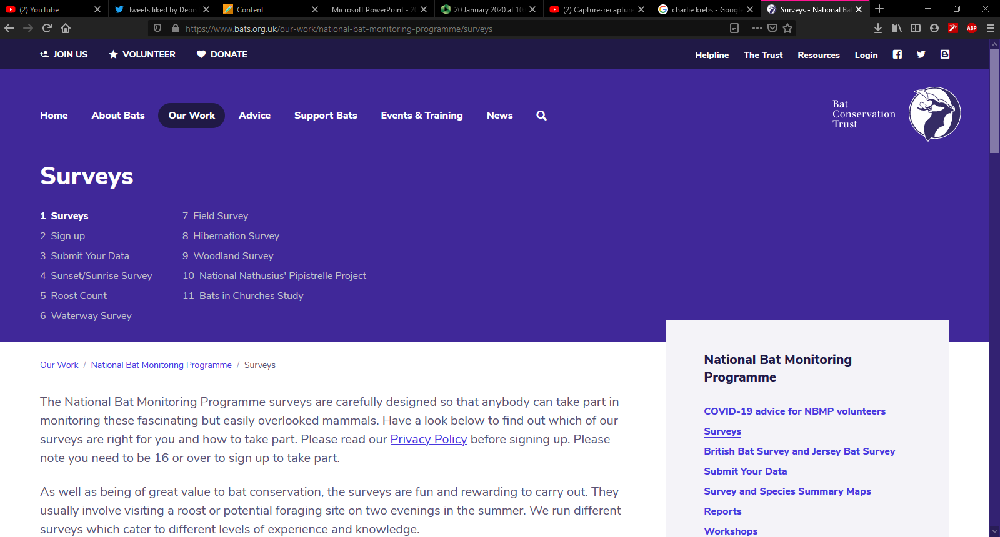 (2) YouTube
Tweets liked by Deon
Content
Microsoft PowerPoint - 20
20 January 2020 at 10:
(2) Capture-recapture
charlie krebs - Google
Surveys - National Ba
https://www.bats.org.uk/our-work/national-bat-monitoring-programme/surveys
ABP
JOIN US
VOLUNTEER
DONATE
Helpline
The Trust
Resources
Login
Home
About Bats
Our Work
Advice
Support Bats
Events & Training
News
Bat
Conservation
Trust
Surveys
1 Surveys
2 Sign up
3 Submit Your Data
4 Sunset/Sunrise Survey
5 Roost Count
6 Waterway Survey
7 Field Survey
8 Hibernation Survey
9 Woodland Survey
10 National Nathusius' Pipistrelle Project
11 Bats in Churches Study
Our Work / National Bat Monitoring Programme / Surveys
The National Bat Monitoring Programme surveys are carefully designed so that anybody can take part in
monitoring these fascinating but easily overlooked mammals. Have a look below to find out which of our
surveys are right for you and how to take part. Please read our Privacy Policy before signing up. Please
note you need to be 16 or over to sign up to take part.
As well as being of great value to bat conservation, the surveys are fun and rewarding to carry out. They
usually involve visiting a roost or potential foraging site on two evenings in the summer. We run different
surveys which cater to different levels of experience and knowledge.
National Bat Monitoring
Programme
COVID-19 advice for NBMP volunteers
Surveys
British Bat Survey and Jersey Bat Survey
Submit Your Data
Survey and Species Summary Maps
Reports
Workshops